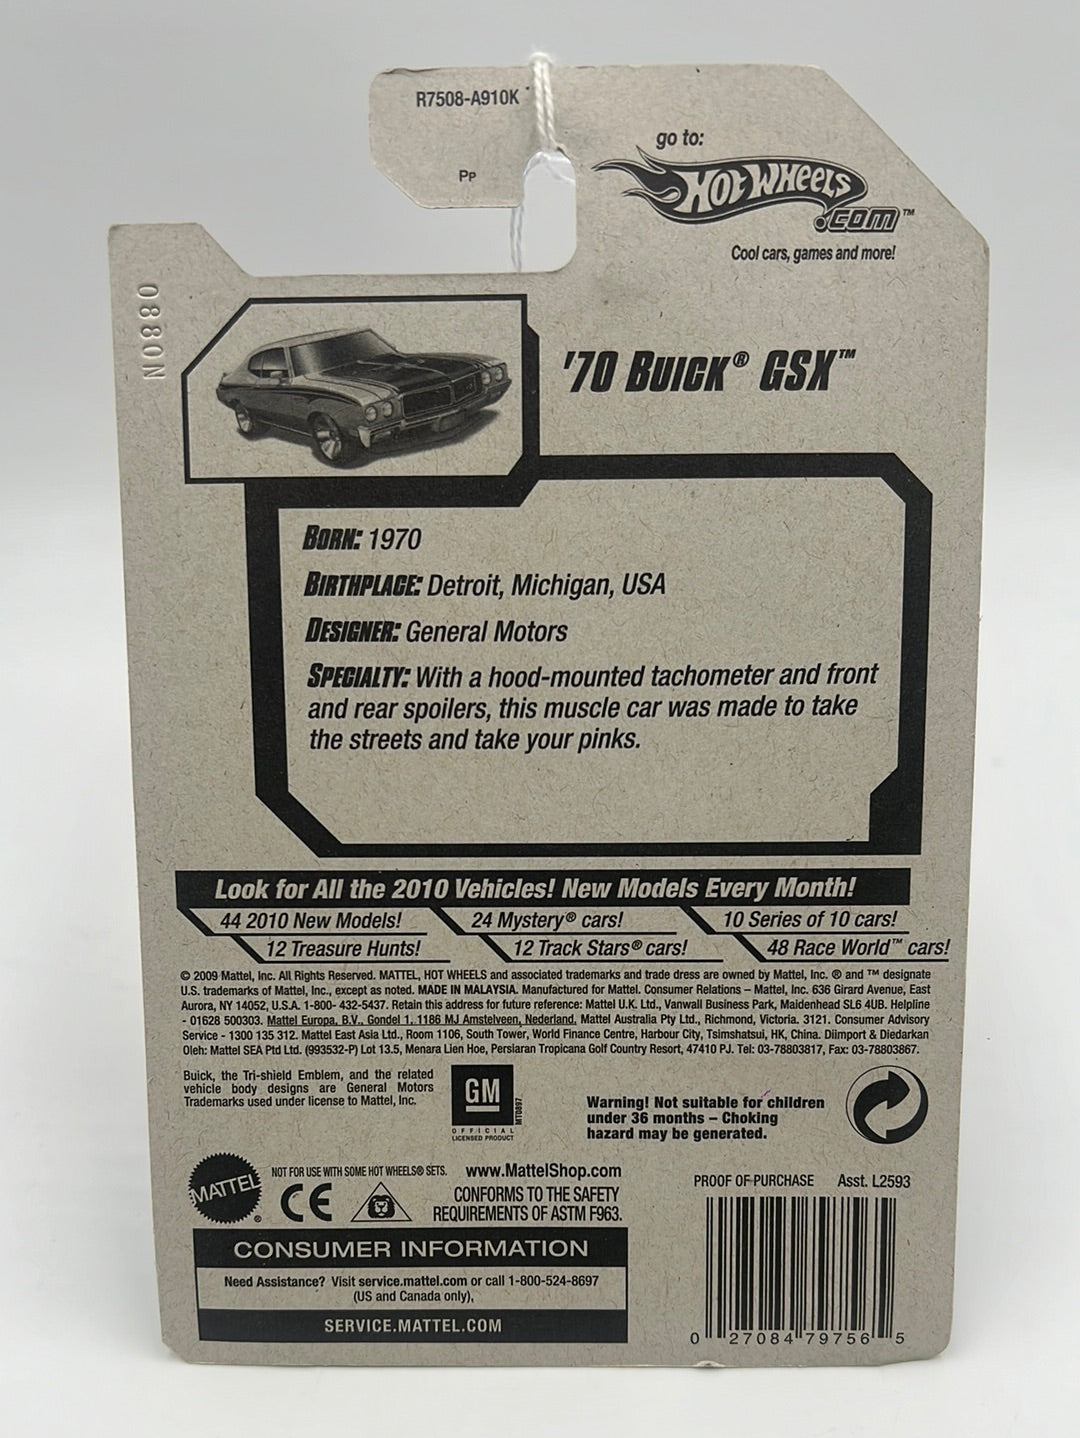 R7508-A910K
Pp
go to:
HOT WHEELS
.COM™
Cool cars, games and more!
0880N
'70 BUICK® GSX™
BORN: 1970
BIRTHPLACE: Detroit, Michigan, USA
DESIGNER: General Motors
SPECIALTY: With a hood-mounted tachometer and front
and rear spoilers, this muscle car was made to take
the streets and take your pinks.
Look for All the 2010 Vehicles! New Models Every Month!
44 2010 New Models! 24 Mystery® cars! 10 Series of 10 cars!
12 Treasure Hunts! 12 Track Stars® cars! 48 Race World™ cars!
© 2009 Mattel, Inc. All Rights Reserved. MATTEL, HOT WHEELS and associated trademarks and trade dress are owned by Mattel, Inc. ® and ™ designate
U.S. trademarks of Mattel, Inc., except as noted. MADE IN MALAYSIA. Manufactured for Mattel. Consumer Relations – Mattel, Inc. 636 Girard Avenue, East
Aurora, NY 14052, U.S.A. 1-800- 432-5437. Retain this address for future reference: Mattel U.K. Ltd., Vanwall Business Park, Maidenhead SL6 4UB. Helpline
- 01628 500303. Mattel Europa, B.V., Gondel 1, 1186 MJ Amstelveen, Nederland. Mattel Australia Pty Ltd., Richmond, Victoria. 3121. Consumer Advisory
Service - 1300 135 312. Mattel East Asia Ltd., Room 1106, South Tower, World Finance Centre, Harbour City, Tsimshatsui, HK, China. Diimport & Diedarkan
Oleh: Mattel SEA Ptd Ltd. (993532-P) Lot 13.5, Menara Lien Hoe, Persiaran Tropicana Golf Country Resort, 47410 PJ. Tel: 03-78803817, Fax: 03-78803867.
Buick, the Tri-shield Emblem, and the related
vehicle body designs are General Motors
Trademarks used under license to Mattel, Inc.
GM
OFFICIAL
LICENSED PRODUCT
MT0897
Warning! Not suitable for children
under 36 months – Choking
hazard may be generated.
MATTEL®
NOT FOR USE WITH SOME HOT WHEELS® SETS.
www.MattelShop.com
CE
CONFORMS TO THE SAFETY
REQUIREMENTS OF ASTM F963.
PROOF OF PURCHASE Asst. L2593
CONSUMER INFORMATION
Need Assistance? Visit service.mattel.com or call 1-800-524-8697
(US and Canada only),
SERVICE.MATTEL.COM
0 27084 79756 5